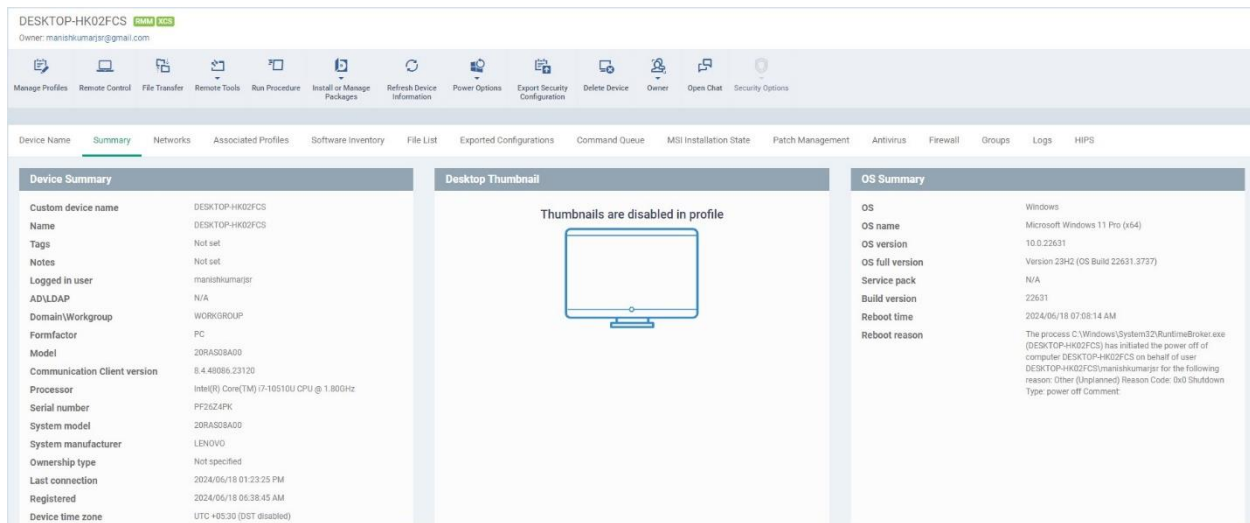 DESKTOP-HK02FCS RMM XCS
Owner: manishkumarjsr@gmail.com
Manage Profiles
Remote Control
File Transfer
Remote Tools
Run Procedure
Install or Manage
Packages
Refresh Device
Information
Power Options
Export Security
Configuration
Delete Device
Owner
Open Chat
Security Options
Device Name Summary Networks Associated Profiles Software Inventory File List Exported Configurations Command Queue MSI Installation State Patch Management Antivirus Firewall Groups Logs HIPS
Device Summary
Custom device name DESKTOP-HK02FCS
Name DESKTOP-HK02FCS
Tags Not set
Notes Not set
Logged in user manishkumarjsr
AD\LDAP N/A
Domain\Workgroup WORKGROUP
Formfactor PC
Model 20RAS08A00
Communication Client version 8.4.48086.23120
Processor Intel(R) Core(TM) i7-10510U CPU @ 1.80GHz
Serial number PF26Z4PK
System model 20RAS08A00
System manufacturer LENOVO
Ownership type Not specified
Last connection 2024/06/18 01:23:25 PM
Registered 2024/06/18 06:38:45 AM
Device time zone UTC +05:30 (DST disabled)
Desktop Thumbnail
Thumbnails are disabled in profile
OS Summary
OS Windows
OS name Microsoft Windows 11 Pro (x64)
OS version 10.0.22631
OS full version Version 23H2 (OS Build 22631.3737)
Service pack N/A
Build version 22631
Reboot time 2024/06/18 07:08:14 AM
Reboot reason The process C:\Windows\System32\RuntimeBroker.exe
(DESKTOP-HK02FCS) has initiated the power off of
computer DESKTOP-HK02FCS on behalf of user
DESKTOP-HK02FCS\manishkumarjsr for the following
reason: Other (Unplanned) Reason Code: 0x0 Shutdown
Type: power off Comment: